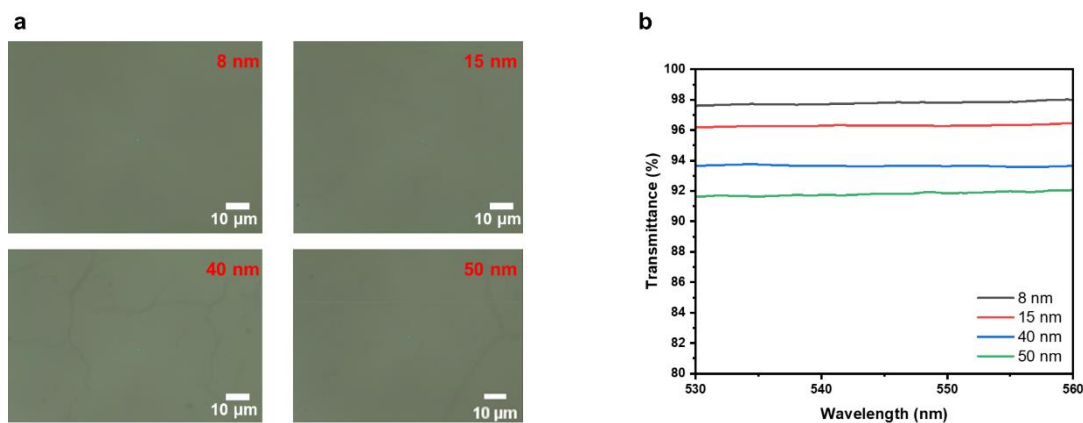 a
8 nm
15 nm
10 µm
10 µm
40 nm
50 nm
10 µm
10 µm
b
100
98
96
94
92
90
88
86
84
82
80
Transmittance (%)
8 nm
15 nm
40 nm
50 nm
530
540
550
560
Wavelength (nm)